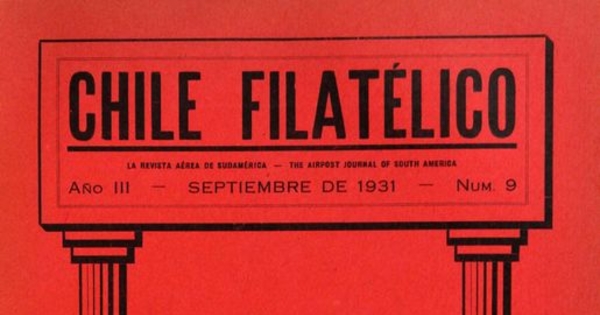 CHILE FILATÉLICO
LA REVISTA AÉREA DE SUDAMÉRICA — THE AIRPOST JOURNAL OF SOUTH AMERICA
AÑO III — SEPTIEMBRE DE 1931 — NUM. 9